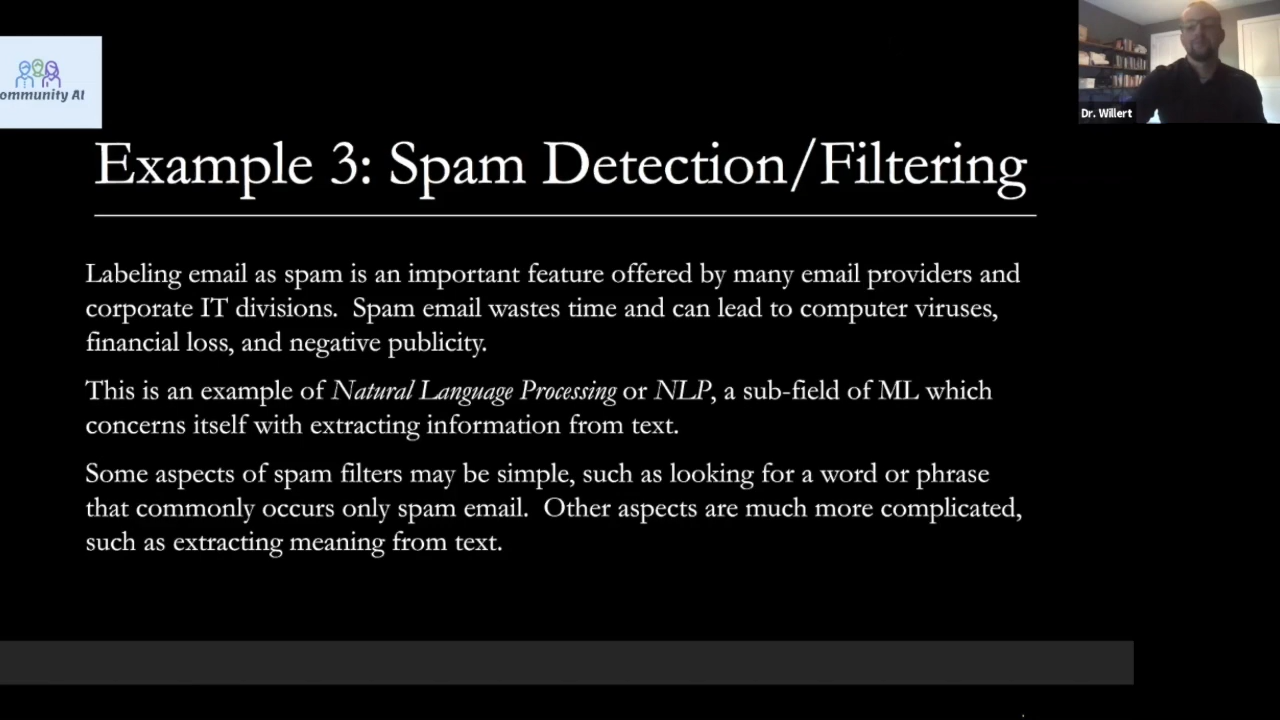 ommunity AI
Dr. Willert
Example 3: Spam Detection/Filtering
Labeling email as spam is an important feature offered by many email providers and
corporate IT divisions.  Spam email wastes time and can lead to computer viruses,
financial loss, and negative publicity.
This is an example of Natural Language Processing or NLP, a sub-field of ML which
concerns itself with extracting information from text.
Some aspects of spam filters may be simple, such as looking for a word or phrase
that commonly occurs only spam email.  Other aspects are much more complicated,
such as extracting meaning from text.